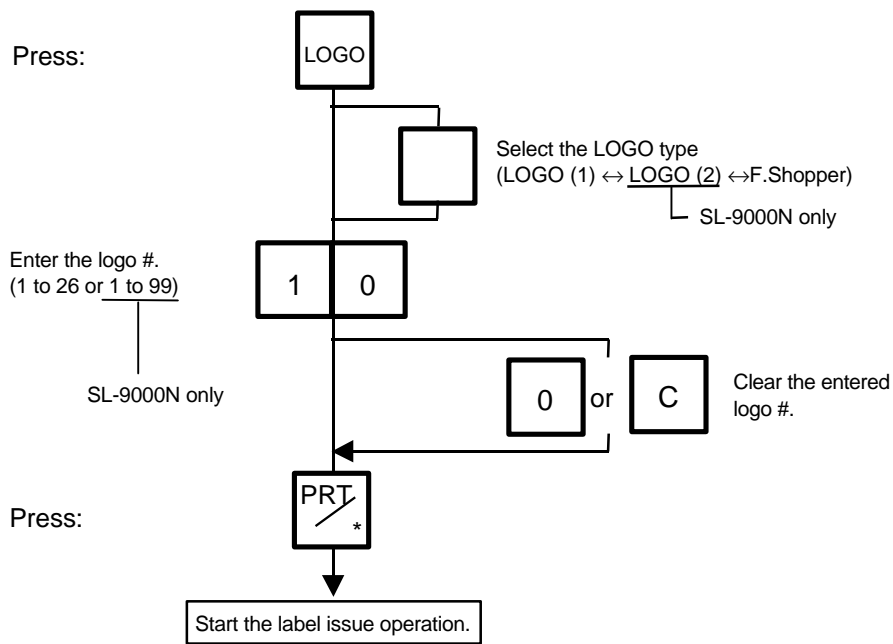 Press:
LOGO
Select the LOGO type
(LOGO (1) ↔ LOGO (2) ↔F.Shopper)
SL-9000N only
Enter the logo #.
(1 to 26 or 1 to 99)
1 0
SL-9000N only
0 or C
Clear the entered
logo #.
Press:
PRT
*
Start the label issue operation.